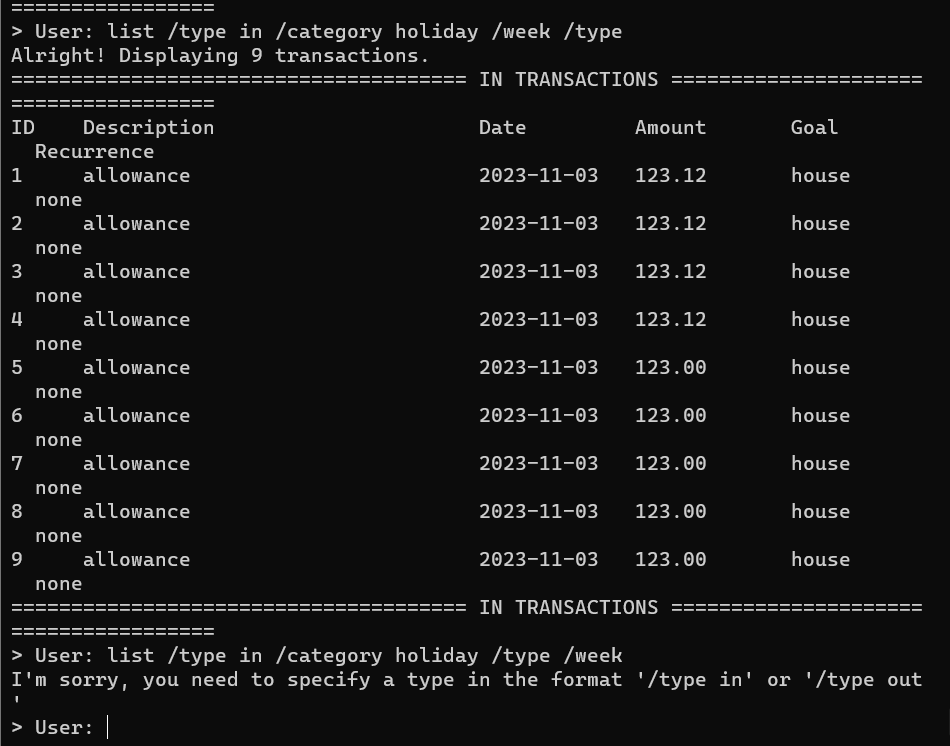 =================
> User: list /type in /category holiday /week /type
Alright! Displaying 9 transactions.
====================================== IN TRANSACTIONS =====================
=================
ID    Description                      Date         Amount       Goal
  Recurrence
1     allowance                        2023-11-03   123.12       house
  none
2     allowance                        2023-11-03   123.12       house
  none
3     allowance                        2023-11-03   123.12       house
  none
4     allowance                        2023-11-03   123.12       house
  none
5     allowance                        2023-11-03   123.00       house
  none
6     allowance                        2023-11-03   123.00       house
  none
7     allowance                        2023-11-03   123.00       house
  none
8     allowance                        2023-11-03   123.00       house
  none
9     allowance                        2023-11-03   123.00       house
  none
====================================== IN TRANSACTIONS =====================
=================
> User: list /type in /category holiday /type /week
I'm sorry, you need to specify a type in the format '/type in' or '/type out
'
> User: